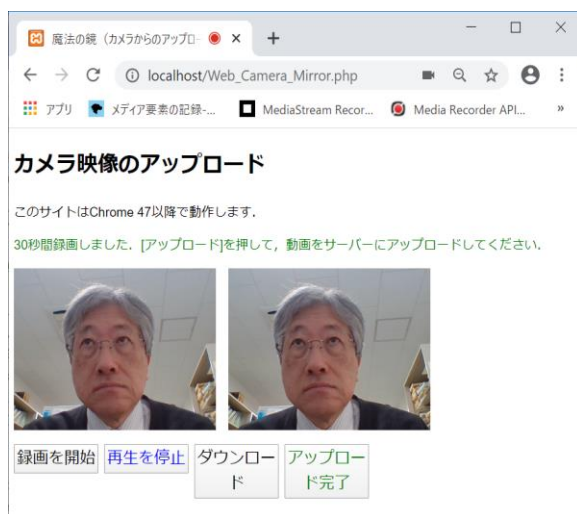 魔法の鏡(カメラからのアップロー
localhost/Web_Camera_Mirror.php
アプリ
メディア要素の記録-...
MediaStream Recor...
Media Recorder API...
»
カメラ映像のアップロード
このサイトはChrome 47以降で動作します.
30秒間録画しました.[アップロード]を押して,動画をサーバーにアップロードしてください.
録画を開始
再生を停止
ダウンロー
ド
アップロー
ド完了